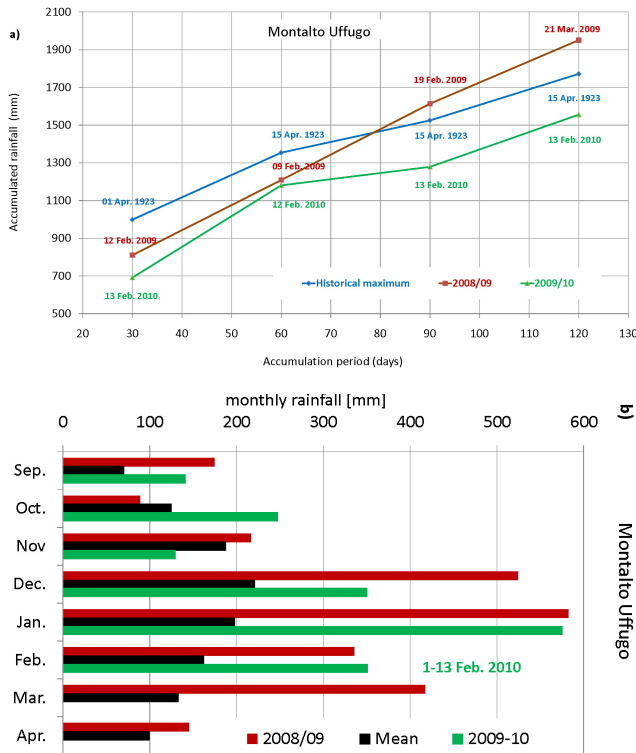 a)
Montalto Uffugo
Accumulated rainfall (mm)
2100
1900
1700
1500
1300
1100
900
700
500
21 Mar. 2009
19 Feb. 2009
15 Apr. 1923
15 Apr. 1923
15 Apr. 1923
13 Feb. 2010
09 Feb. 2009
13 Feb. 2010
12 Feb. 2010
01 Apr. 1923
12 Feb. 2009
13 Feb. 2010
Historical maximum 2008/09 2009/10
20 30 40 50 60 70 80 90 100 110 120 130
Accumulation period (days)
monthly rainfall [mm]
b)
0 100 200 300 400 500 600
Sep.
Oct.
Nov
Dec.
Jan.
Feb.
1-13 Feb. 2010
Mar.
Apr.
2008/09 Mean 2009-10
Montalto Uffugo